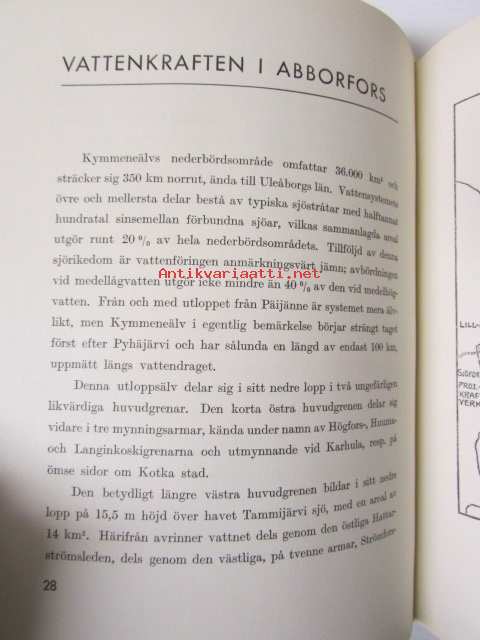 VATTENKRAFTEN I ABBORFORS
Kymmeneälvs nederbördsområde omfattar 36.000 km² och
sträcker sig 350 km norrut, ända till Uleåborgs län. Vattensystemets
övre och mellersta delar bestå av typiska sjöstråtar med halftannat
hundratal sinsemellan förbundna sjöar, vilkas sammanlagda areal
utgör runt 20 % av hela nederbördsområdets. Tillföljd av denna
sjörikedom är vattenföringen anmärkningsvärt jämn; avbördningen
vid medellågvatten utgör icke mindre än 40 % av den vid medelhög-
vatten. Från och med utloppet från Päijänne är systemet mera älv-
likt, men Kymmeneälv i egentlig bemärkelse börjar strängt taget
först efter Pyhäjärvi och har sålunda en längd av endast 100 km,
uppmätt längs vattendraget.
Denna utloppsälv delar sig i sitt nedre lopp i två ungefärligen
likvärdiga huvudgrenar. Den korta östra huvudgrenen delar sig
vidare i tre mynningsarmar, kända under namn av Högfors-, Huuma-
och Langinkoskigrenarna och utmynnande vid Karhula, resp. på
ömse sidor om Kotka stad.
Den betydligt längre västra huvudgrenen bildar i sitt nedre
lopp på 15,5 m höjd över havet Tammijärvi sjö, med en areal av
14 km². Härifrån avrinner vattnet dels genom den östliga Hattar-
strömsleden, dels genom den västliga, på tvenne armar, Strömfors-
28
Antikvariaatti.net
LILL-
KRAFT
VERK